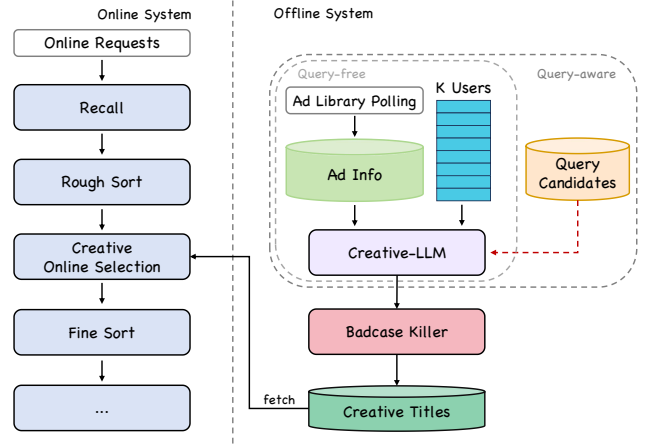 Online System
Online Requests
Recall
Rough Sort
Creative
Online Selection
Fine Sort
...
Offline System
Query-free
Query-aware
Ad Library Polling
K Users
Ad Info
Query
Candidates
Creative-LLM
Badcase Killer
fetch
Creative Titles